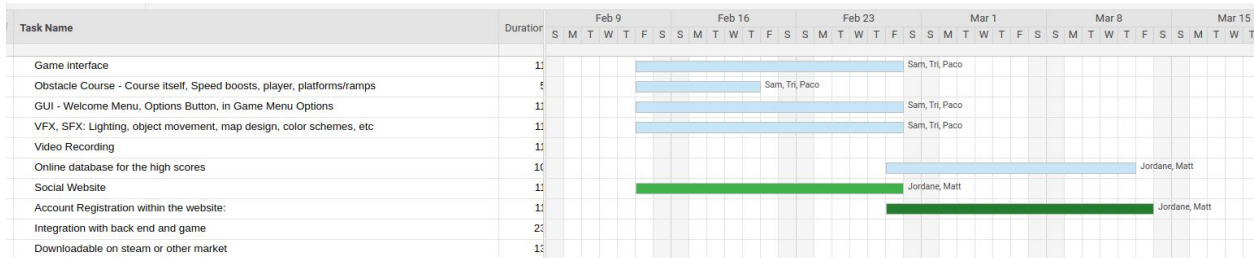 Feb 9 Feb 16 Feb 23 Mar 1 Mar 8 Mar 15
Task Name Duration
S M T W T F S S M T W T F S S M T W T F S S M T W T F S S M T W T F S S M T W T
Game interface 11 Sam, Tri, Paco
Obstacle Course - Course itself, Speed boosts, player, platforms/ramps 5 Sam, Tri, Paco
GUI - Welcome Menu, Options Button, in Game Menu Options 11 Sam, Tri, Paco
VFX, SFX: Lighting, object movement, map design, color schemes, etc 11 Sam, Tri, Paco
Video Recording 11
Online database for the high scores 10 Jordane, Matt
Social Website 11 Jordane, Matt
Account Registration within the website: 11 Jordane, Matt
Integration with back end and game 23
Downloadable on steam or other market 13